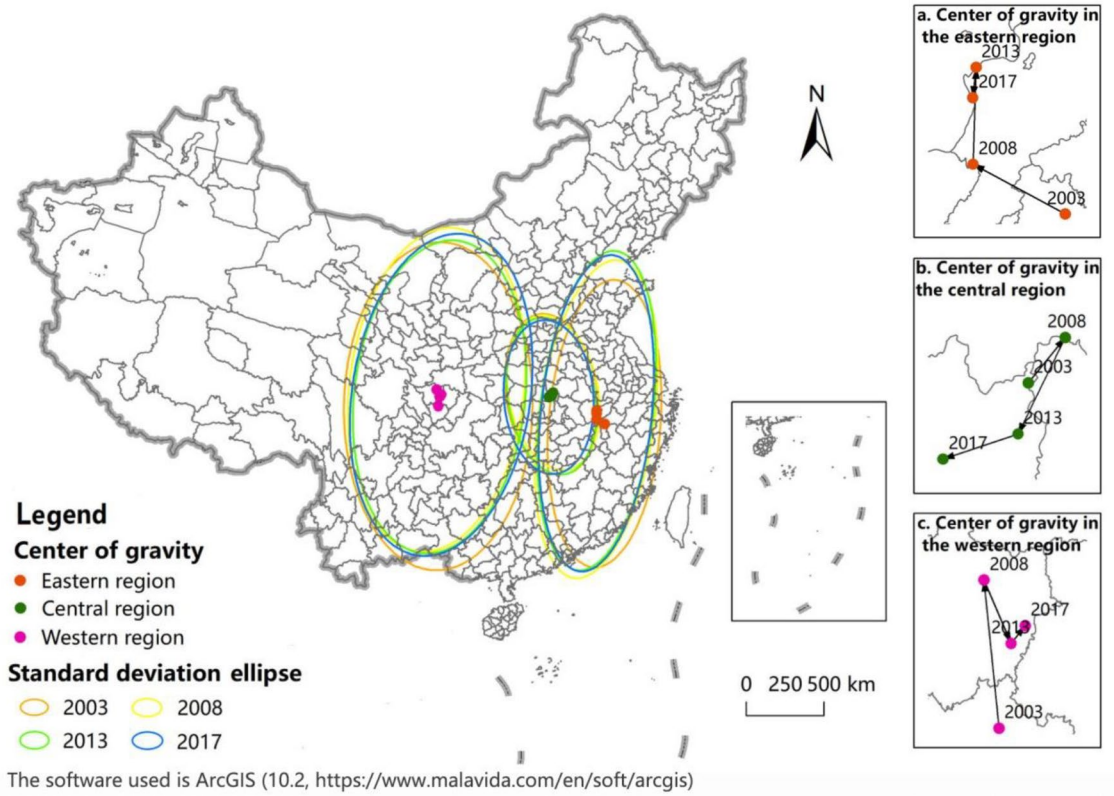 a. Center of gravity in
the eastern region
2013
2017
2008
2003
N
b. Center of gravity in
the central region
2008
2003
2013
2017
c. Center of gravity in
the western region
2008
2017
2013
2003
Legend
Center of gravity
Eastern region
Central region
Western region
Standard deviation ellipse
2003
2008
2013
2017
0 250 500 km
The software used is ArcGIS (10.2, https://www.malavida.com/en/soft/arcgis)